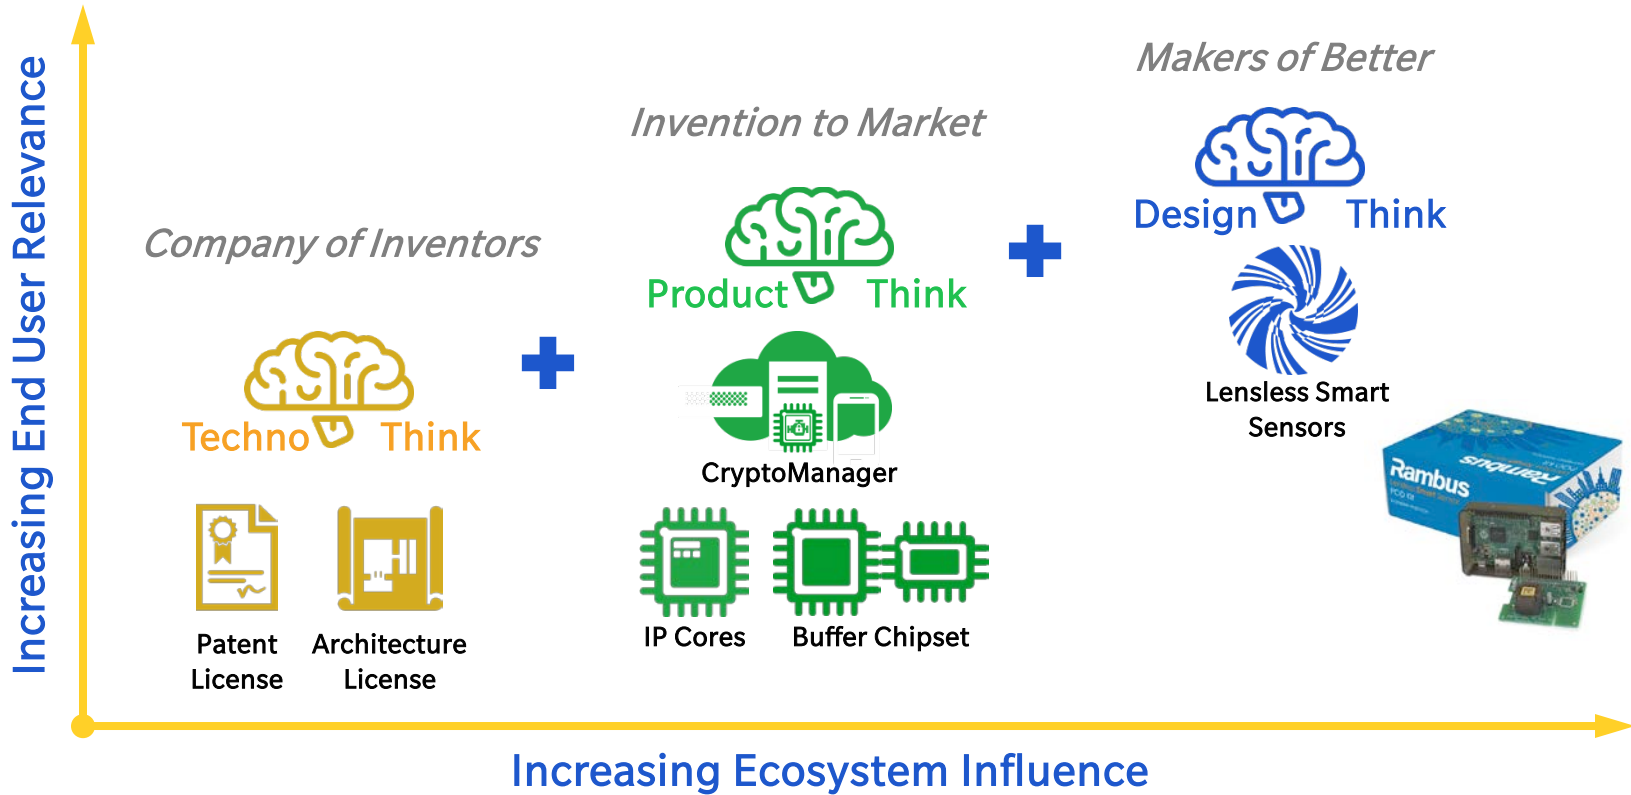 Makers of Better
Design Think
Lensless Smart
Sensors
Rambus
Rambus
Invention to Market
Product Think
CryptoManager
IP Cores
Buffer Chipset
Company of Inventors
Techno Think
Patent
License
Architecture
License
Increasing End User Relevance
Increasing Ecosystem Influence